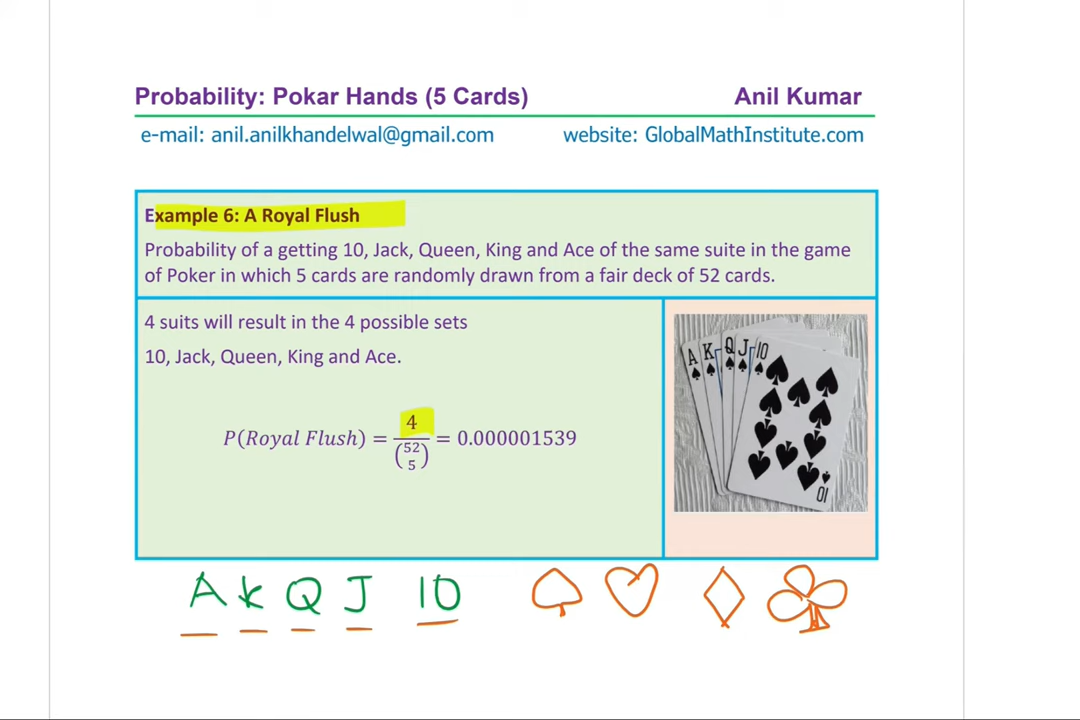 Probability: Pokar Hands (5 Cards) Anil Kumar
e-mail: anil.anilkhandelwal@gmail.com website: GlobalMathInstitute.com
Example 6: A Royal Flush
Probability of a getting 10, Jack, Queen, King and Ace of the same suite in the game
of Poker in which 5 cards are randomly drawn from a fair deck of 52 cards.
4 suits will result in the 4 possible sets
10, Jack, Queen, King and Ace.
P(Royal Flush) = 4 / (52 5) = 0.000001539
A K Q J 10
10
A K Q J 10